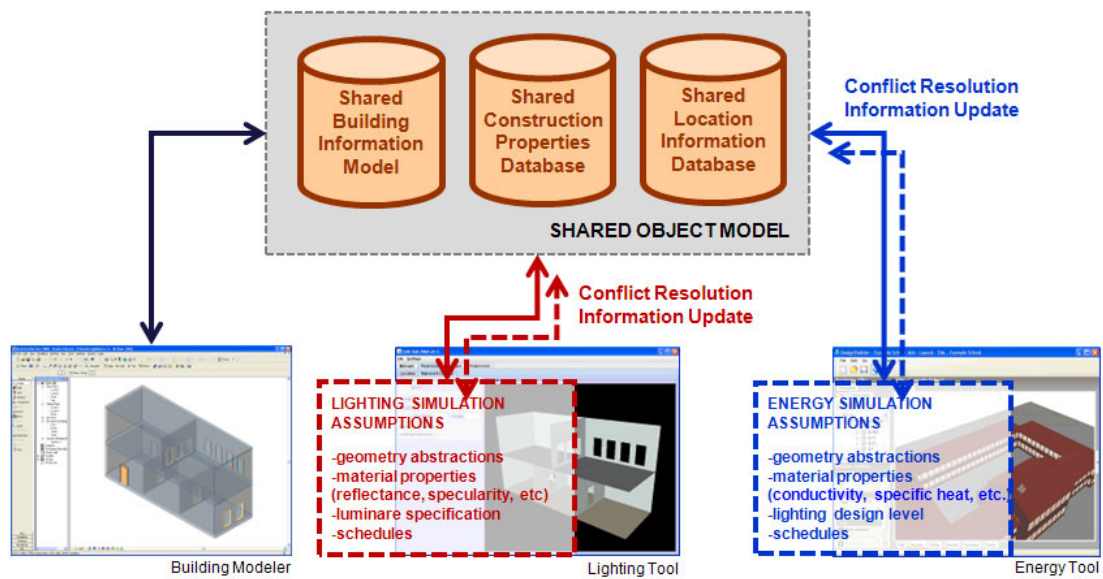 Shared
Building
Information
Model
Shared
Construction
Properties
Database
Shared
Location
Information
Database
SHARED OBJECT MODEL
Conflict Resolution
Information Update
Conflict Resolution
Information Update
LIGHTING SIMULATION
ASSUMPTIONS
-geometry abstractions
-material properties
(reflectance, specularity, etc)
-luminare specification
-schedules
ENERGY SIMULATION
ASSUMPTIONS
-geometry abstractions
-material properties
(conductivity, specific heat, etc.)
-lighting design level
-schedules
Building Modeler
Lighting Tool
Energy Tool